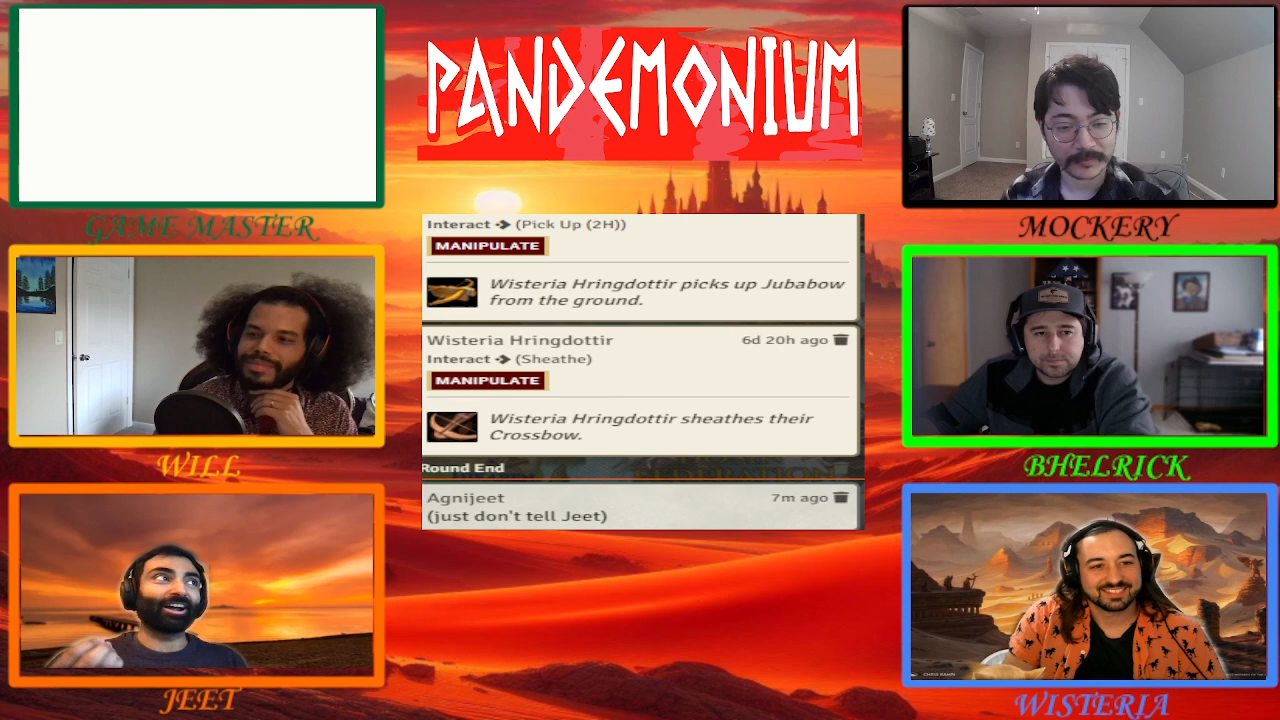 PANDEMONIUM
GAME MASTER
MOCKERY
WILL
BHELRICK
JEET
WISTERIA
Interact (Pick Up (2H))
MANIPULATE
Wisteria Hringdottir picks up Jubabow
from the ground.
Wisteria Hringdottir 6d 20h ago
Interact (Sheathe)
MANIPULATE
Wisteria Hringdottir sheathes their
Crossbow.
Round End
Agnijeet 7m ago
(just don't tell Jeet)